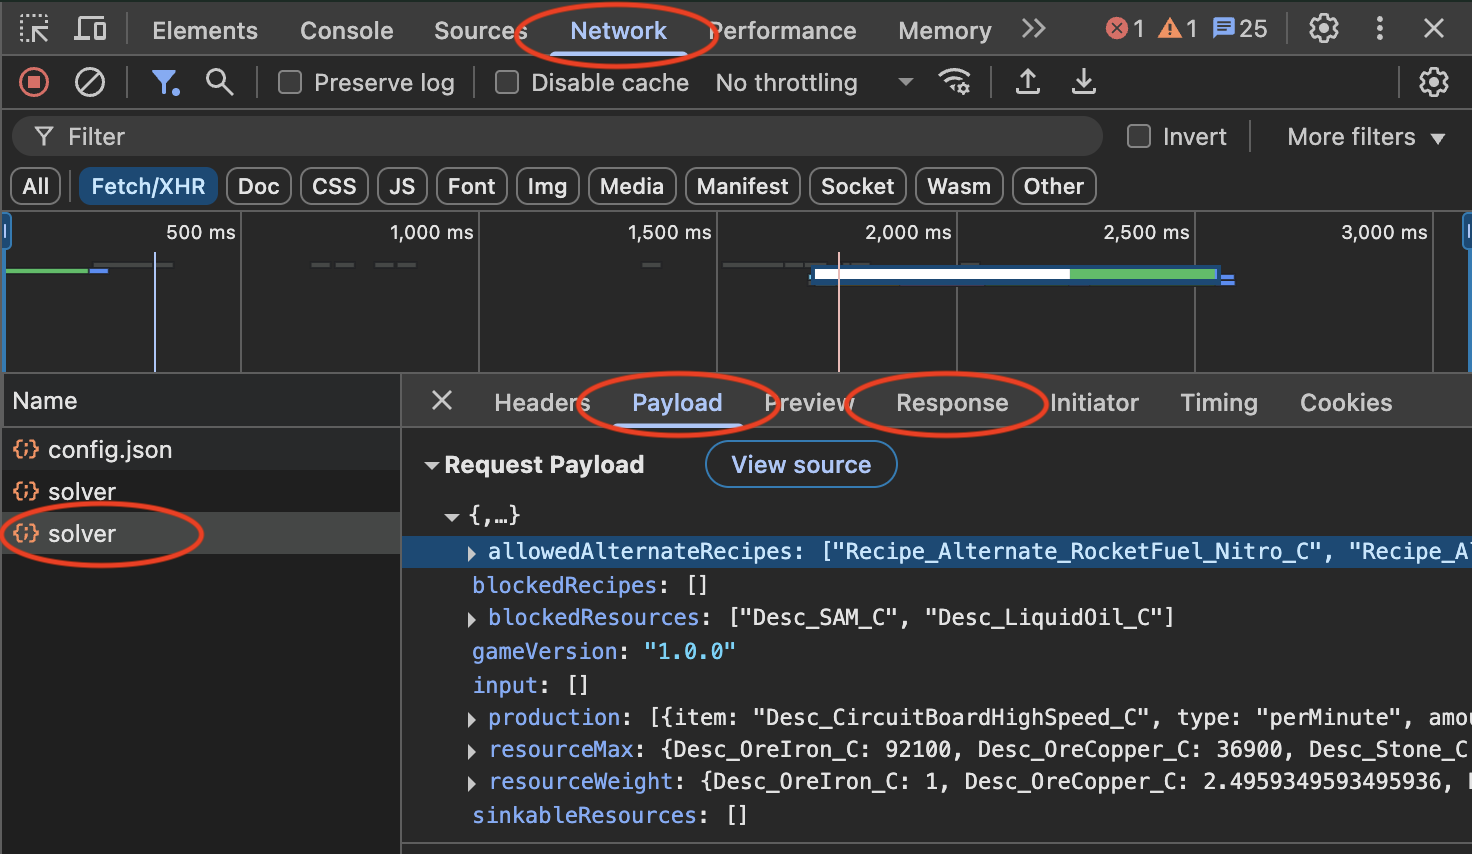 Elements Console Sources Network Performance Memory 1 1 25
Preserve log Disable cache No throttling
Filter Invert More filters
All Fetch/XHR Doc CSS JS Font Img Media Manifest Socket Wasm Other
500 ms 1,000 ms 1,500 ms 2,000 ms 2,500 ms 3,000 ms
Name Headers Payload Preview Response Initiator Timing Cookies
config.json
solver
solver
Request Payload View source
{,…}
allowedAlternateRecipes: ["Recipe_Alternate_RocketFuel_Nitro_C", "Recipe_Al
blockedRecipes: []
blockedResources: ["Desc_SAM_C", "Desc_LiquidOil_C"]
gameVersion: "1.0.0"
input: []
production: [{item: "Desc_CircuitBoardHighSpeed_C", type: "perMinute", amou
resourceMax: {Desc_OreIron_C: 92100, Desc_OreCopper_C: 36900, Desc_Stone_C
resourceWeight: {Desc_OreIron_C: 1, Desc_OreCopper_C: 2.4959349593495936,
sinkableResources: []